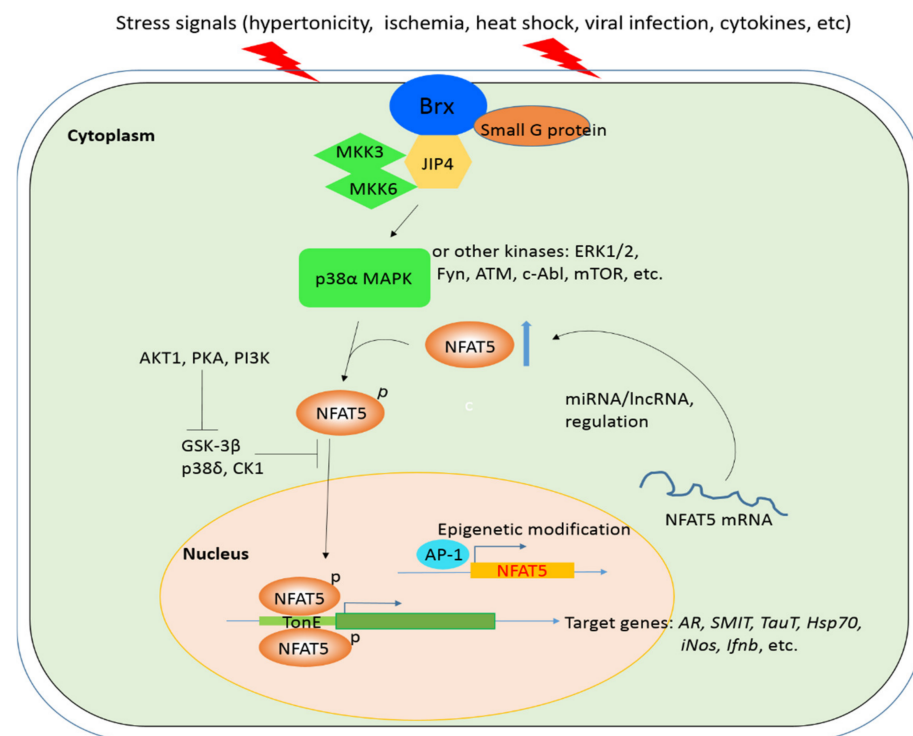 Stress signals (hypertonicity, ischemia, heat shock, viral infection, cytokines, etc)
Brx
Small G protein
Cytoplasm
MKK3
JIP4
MKK6
p38α MAPK
or other kinases: ERK1/2,
Fyn, ATM, c-Abl, mTOR, etc.
NFAT5
AKT1, PKA, PI3K
p
NFAT5
c
miRNA/lncRNA,
regulation
GSK-3β
p38δ, CK1
NFAT5 mRNA
Epigenetic modification
Nucleus
AP-1
NFAT5
p
NFAT5
TonE
Target genes: AR, SMIT, TauT, Hsp70,
iNos, Ifnb, etc.
p
NFAT5